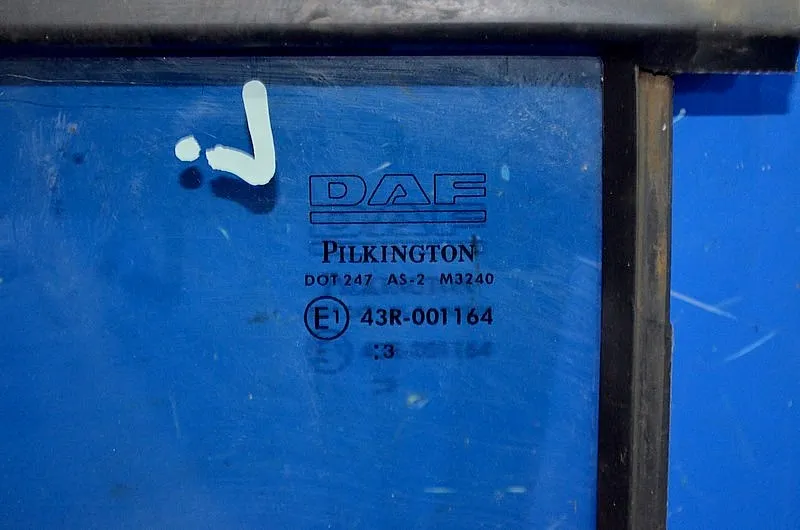 DAF
PILKINGTON
DOT 247 AS-2 M3240
E1 43R-001164
:3